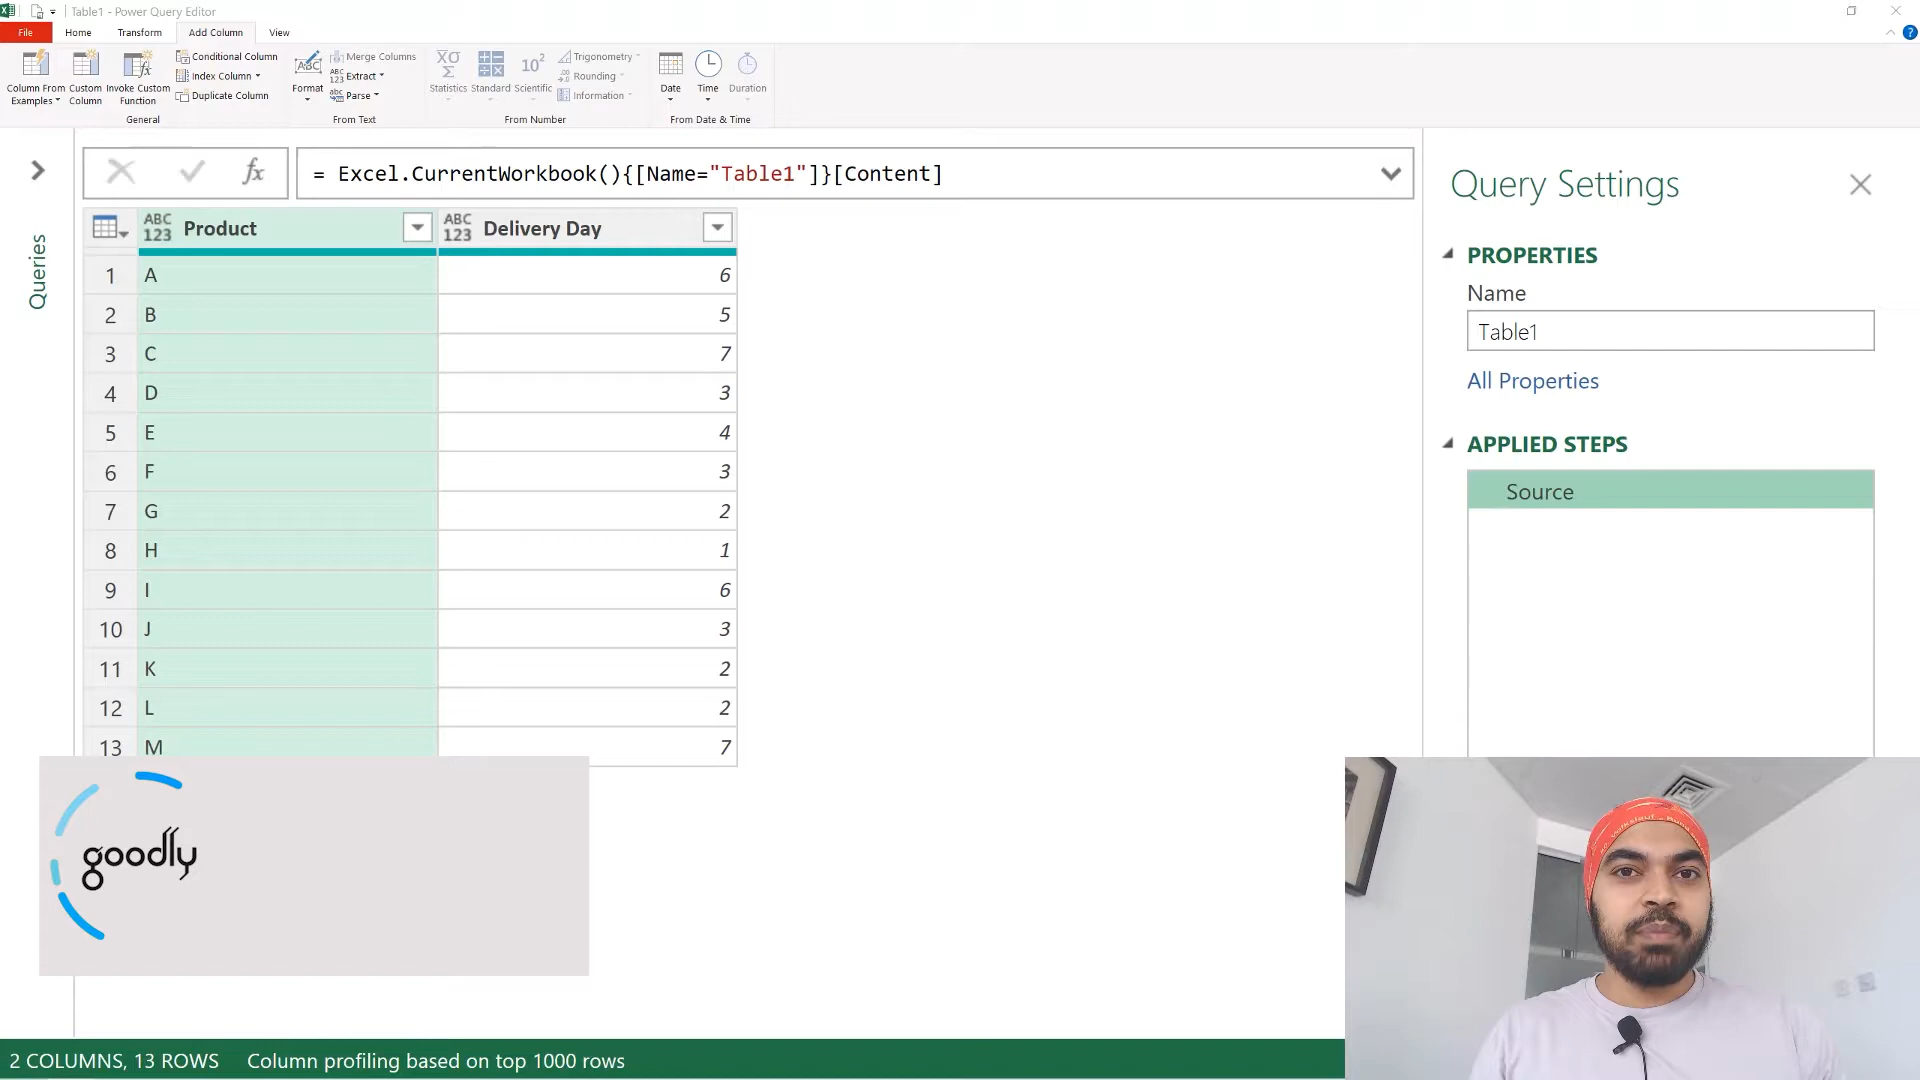 Table1 - Power Query Editor
File Home Transform Add Column View
Column From Examples
Custom Column
Invoke Custom Function
Conditional Column
Index Column
Duplicate Column
General
Format
Merge Columns
Extract
Parse
From Text
Statistics
Standard
Scientific
Trigonometry
Rounding
Information
From Number
Date
Time
Duration
From Date & Time
= Excel.CurrentWorkbook(){[Name="Table1"]}[Content]
Queries
ABC 123 Product ABC 123 Delivery Day
1 A 6
2 B 5
3 C 7
4 D 3
5 E 4
6 F 3
7 G 2
8 H 1
9 I 6
10 J 3
11 K 2
12 L 2
13 M 7
Query Settings
PROPERTIES
Name
Table1
All Properties
APPLIED STEPS
Source
goodly
2 COLUMNS, 13 ROWS Column profiling based on top 1000 rows